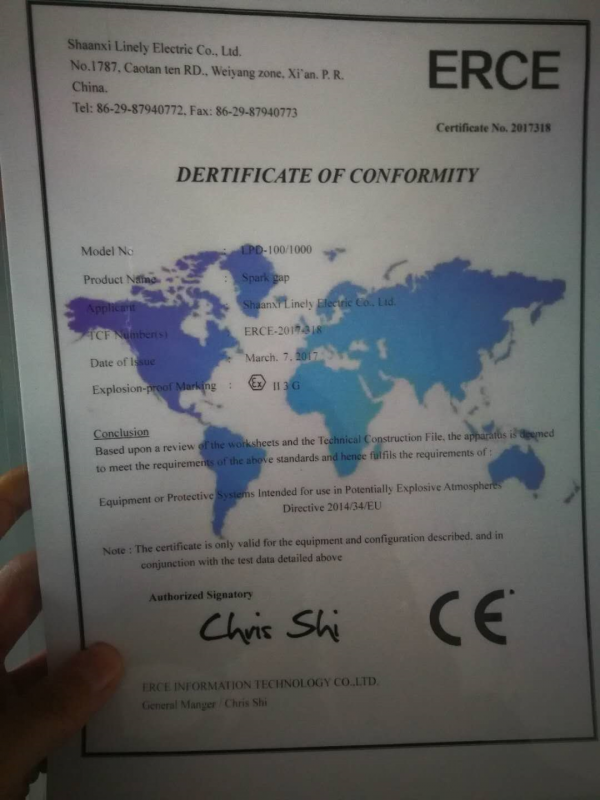 Shaanxi Linely Electric Co., Ltd.
No.1787, Caotan ten RD., Weiyang zone, Xi'an. P. R.
China.
Tel: 86-29-87940772, Fax: 86-29-87940773
ERCE
Certificate No. 2017318
DERTIFICATE OF CONFORMITY
Model No : LPD-100/1000
Product Name : Spark gap
Applicant : Shaanxi Linely Electric Co., Ltd.
TCF Number(s) : ERCE-2017-318
Date of Issue : March. 7, 2017
Explosion-proof Marking : Ex II 3 G
Conclusion
Based upon a review of the worksheets and the Technical Construction File, the apparatus is deemed
to meet the requirements of the above standards and hence fulfils the requirements of :
Equipment or Protective Systems Intended for use in Potentially Explosive Atmospheres
Directive 2014/34/EU
Note : The certificate is only valid for the equipment and configuration described, and in
conjunction with the test data detailed above
Authorized Signatory
Chris Shi
CE
ERCE INFORMATION TECHNOLOGY CO.,LTD.
General Manger / Chris Shi